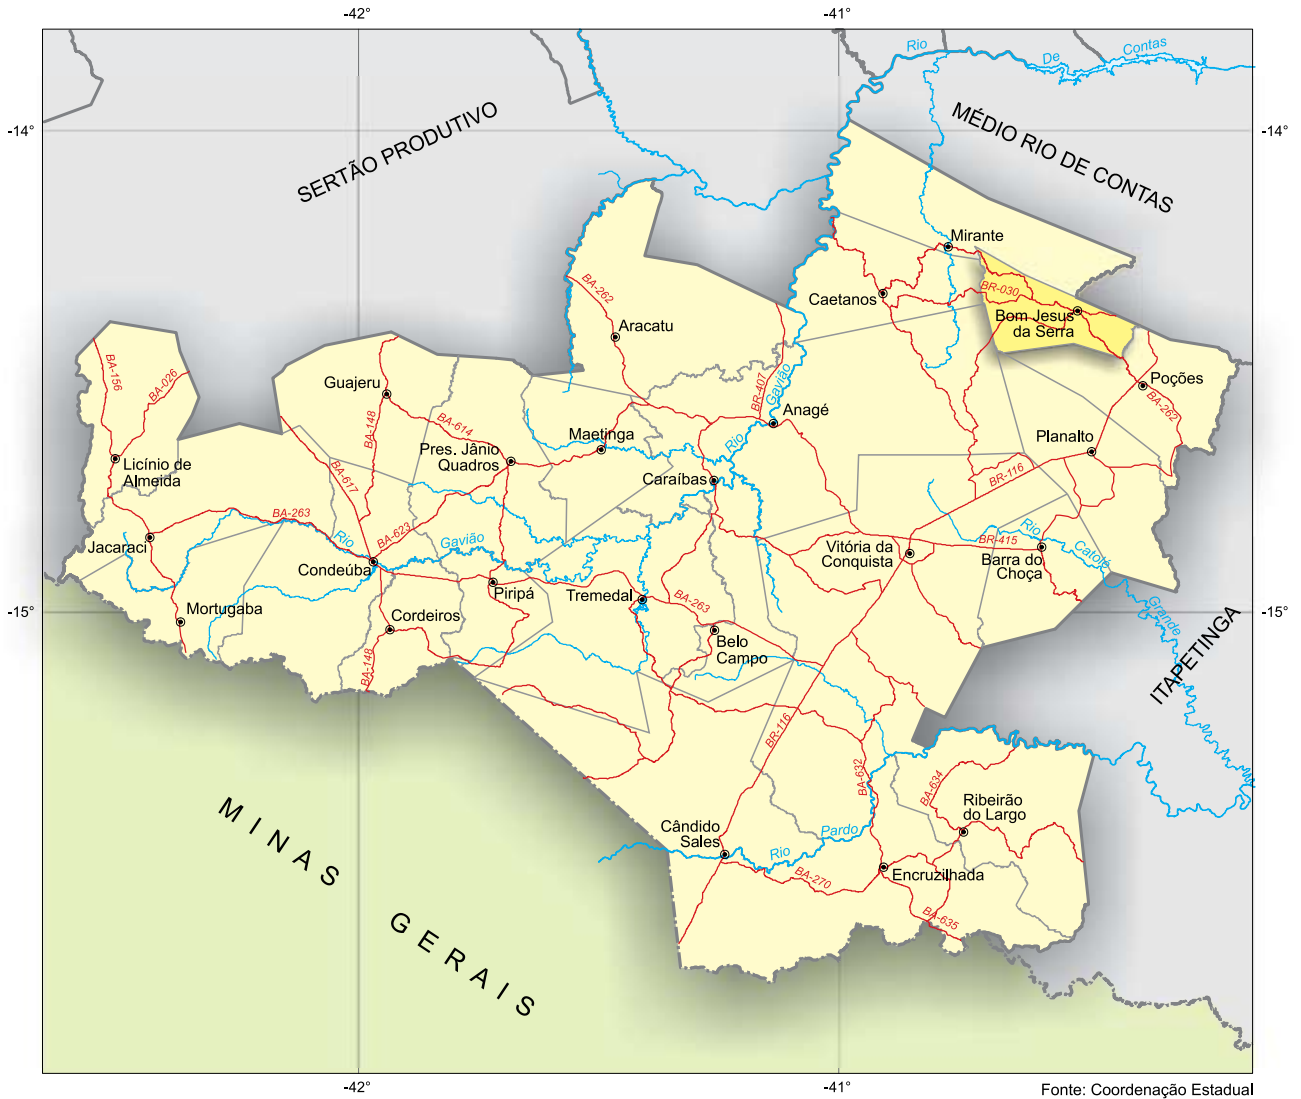 -42°
-41°
Rio
De
Contas
-14°
-14°
SERTÃO PRODUTIVO
MÉDIO RIO DE CONTAS
Mirante
BA-262
Caetanos
BR-030
Bom Jesus
da Serra
Aracatu
BA-156
BA-026
Guajeru
BR-407
Gavião
Poções
BA-262
BA-148
BA-614
Maetinga
Anagé
Rio
Planalto
Pres. Jânio
Quadros
Licínio de
Almeida
BA-617
Caraíbas
BR-116
BA-263
Rio
BA-623
Gavião
Jacaraci
Condeúba
Vitória da
Conquista
BR-415
Rio
Catolé
Barra do
Choça
Piripá
Tremedal
BA-263
Mortugaba
Cordeiros
Grande
-15°
-15°
Belo
Campo
BA-148
ITAPETINGA
BR-116
BA-632
BA-634
Ribeirão
do Largo
Cândido
Sales
Pardo
Rio
BA-270
Encruzilhada
BA-635
MINAS GERAIS
-42°
-41°
Fonte: Coordenação Estadual